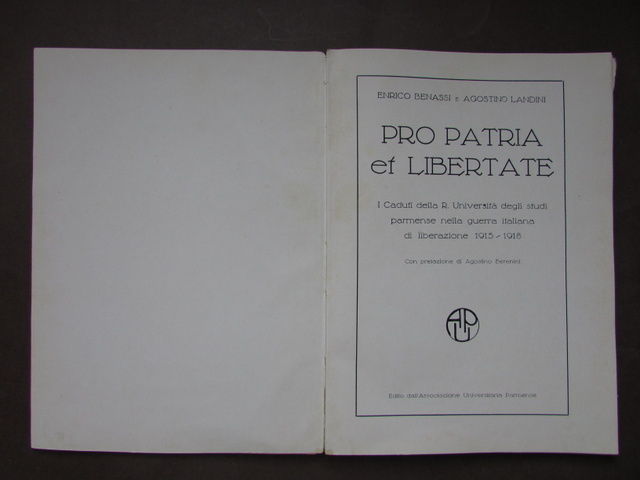 ENRICO BENASSI E AGOSTINO LANDINI
PRO PATRIA
et LIBERTATE
I Caduti della R. Università degli studi
parmense nella guerra italiana
di liberazione 1915-1918
Con prefazione di Agostino Berenini
APU
Edito dall'Associazione Universitaria Parmense